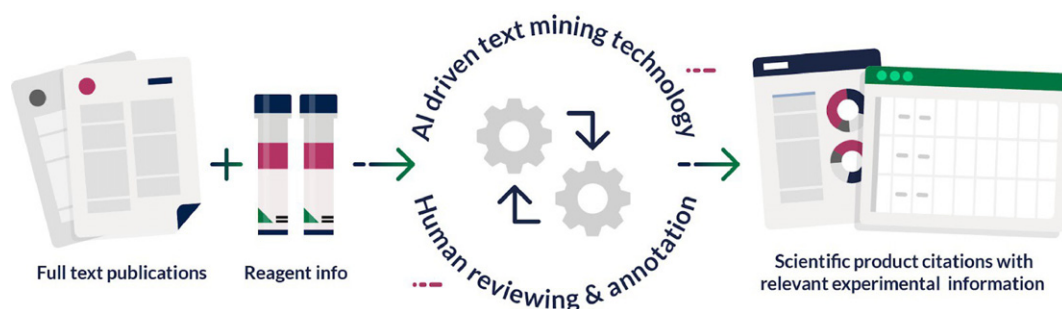 Full text publications
Reagent info
AI driven text mining technology
Human reviewing & annotation
Scientific product citations with
relevant experimental information